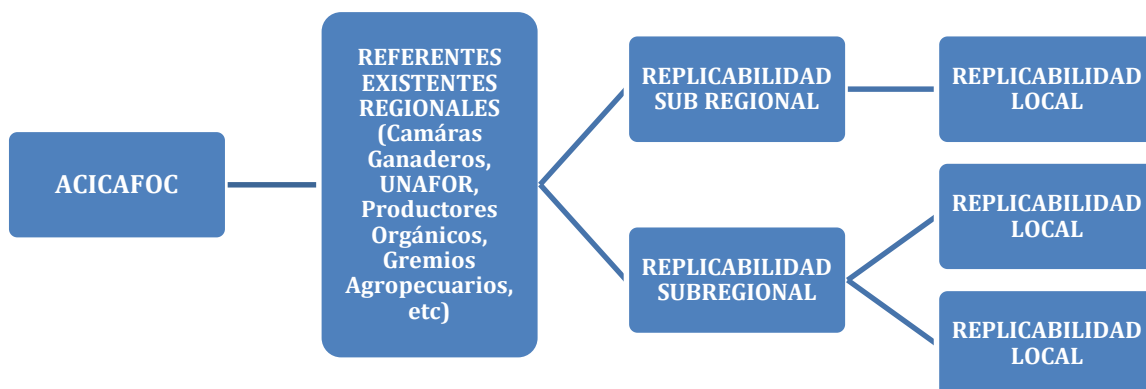 ACICAFOC
REFERENTES
EXISTENTES
REGIONALES
(Camáras
Ganaderos,
UNAFOR,
Productores
Orgánicos,
Gremios
Agropecuarios,
etc)
REPLICABILIDAD
SUB REGIONAL
REPLICABILIDAD
LOCAL
REPLICABILIDAD
SUBREGIONAL
REPLICABILIDAD
LOCAL
REPLICABILIDAD
LOCAL